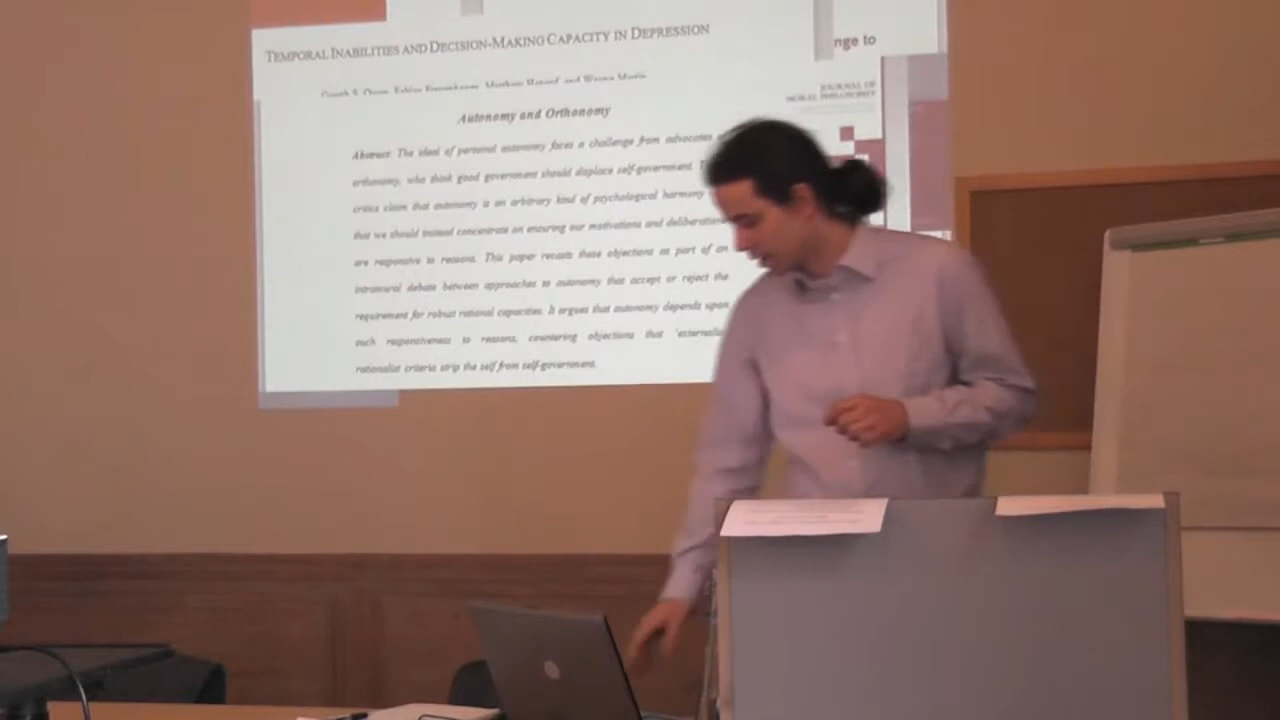 TEMPORAL INABILITIES AND DECISION-MAKING CAPACITY IN DEPRESSION
nge to
and Wayne Martin
JOURNAL OF
MORAL PHILOSOPHY
Autonomy and Orthonomy
Abstract: The ideal of personal autonomy faces a challenge from advocates
orthonomy, who think good government should displace self-government.
critics claim that autonomy is an arbitrary kind of psychological harmony
that we should instead concentrate on ensuring our motivations and deliberations
are responsive to reasons. This paper recasts these objections as part of an
intramural debate between approaches to autonomy that accept or reject the
requirement for robust rational capacities. It argues that autonomy depends upon
such responsiveness to reasons, countering objections that 'externalist
rationalist criteria strip the self from self-government.